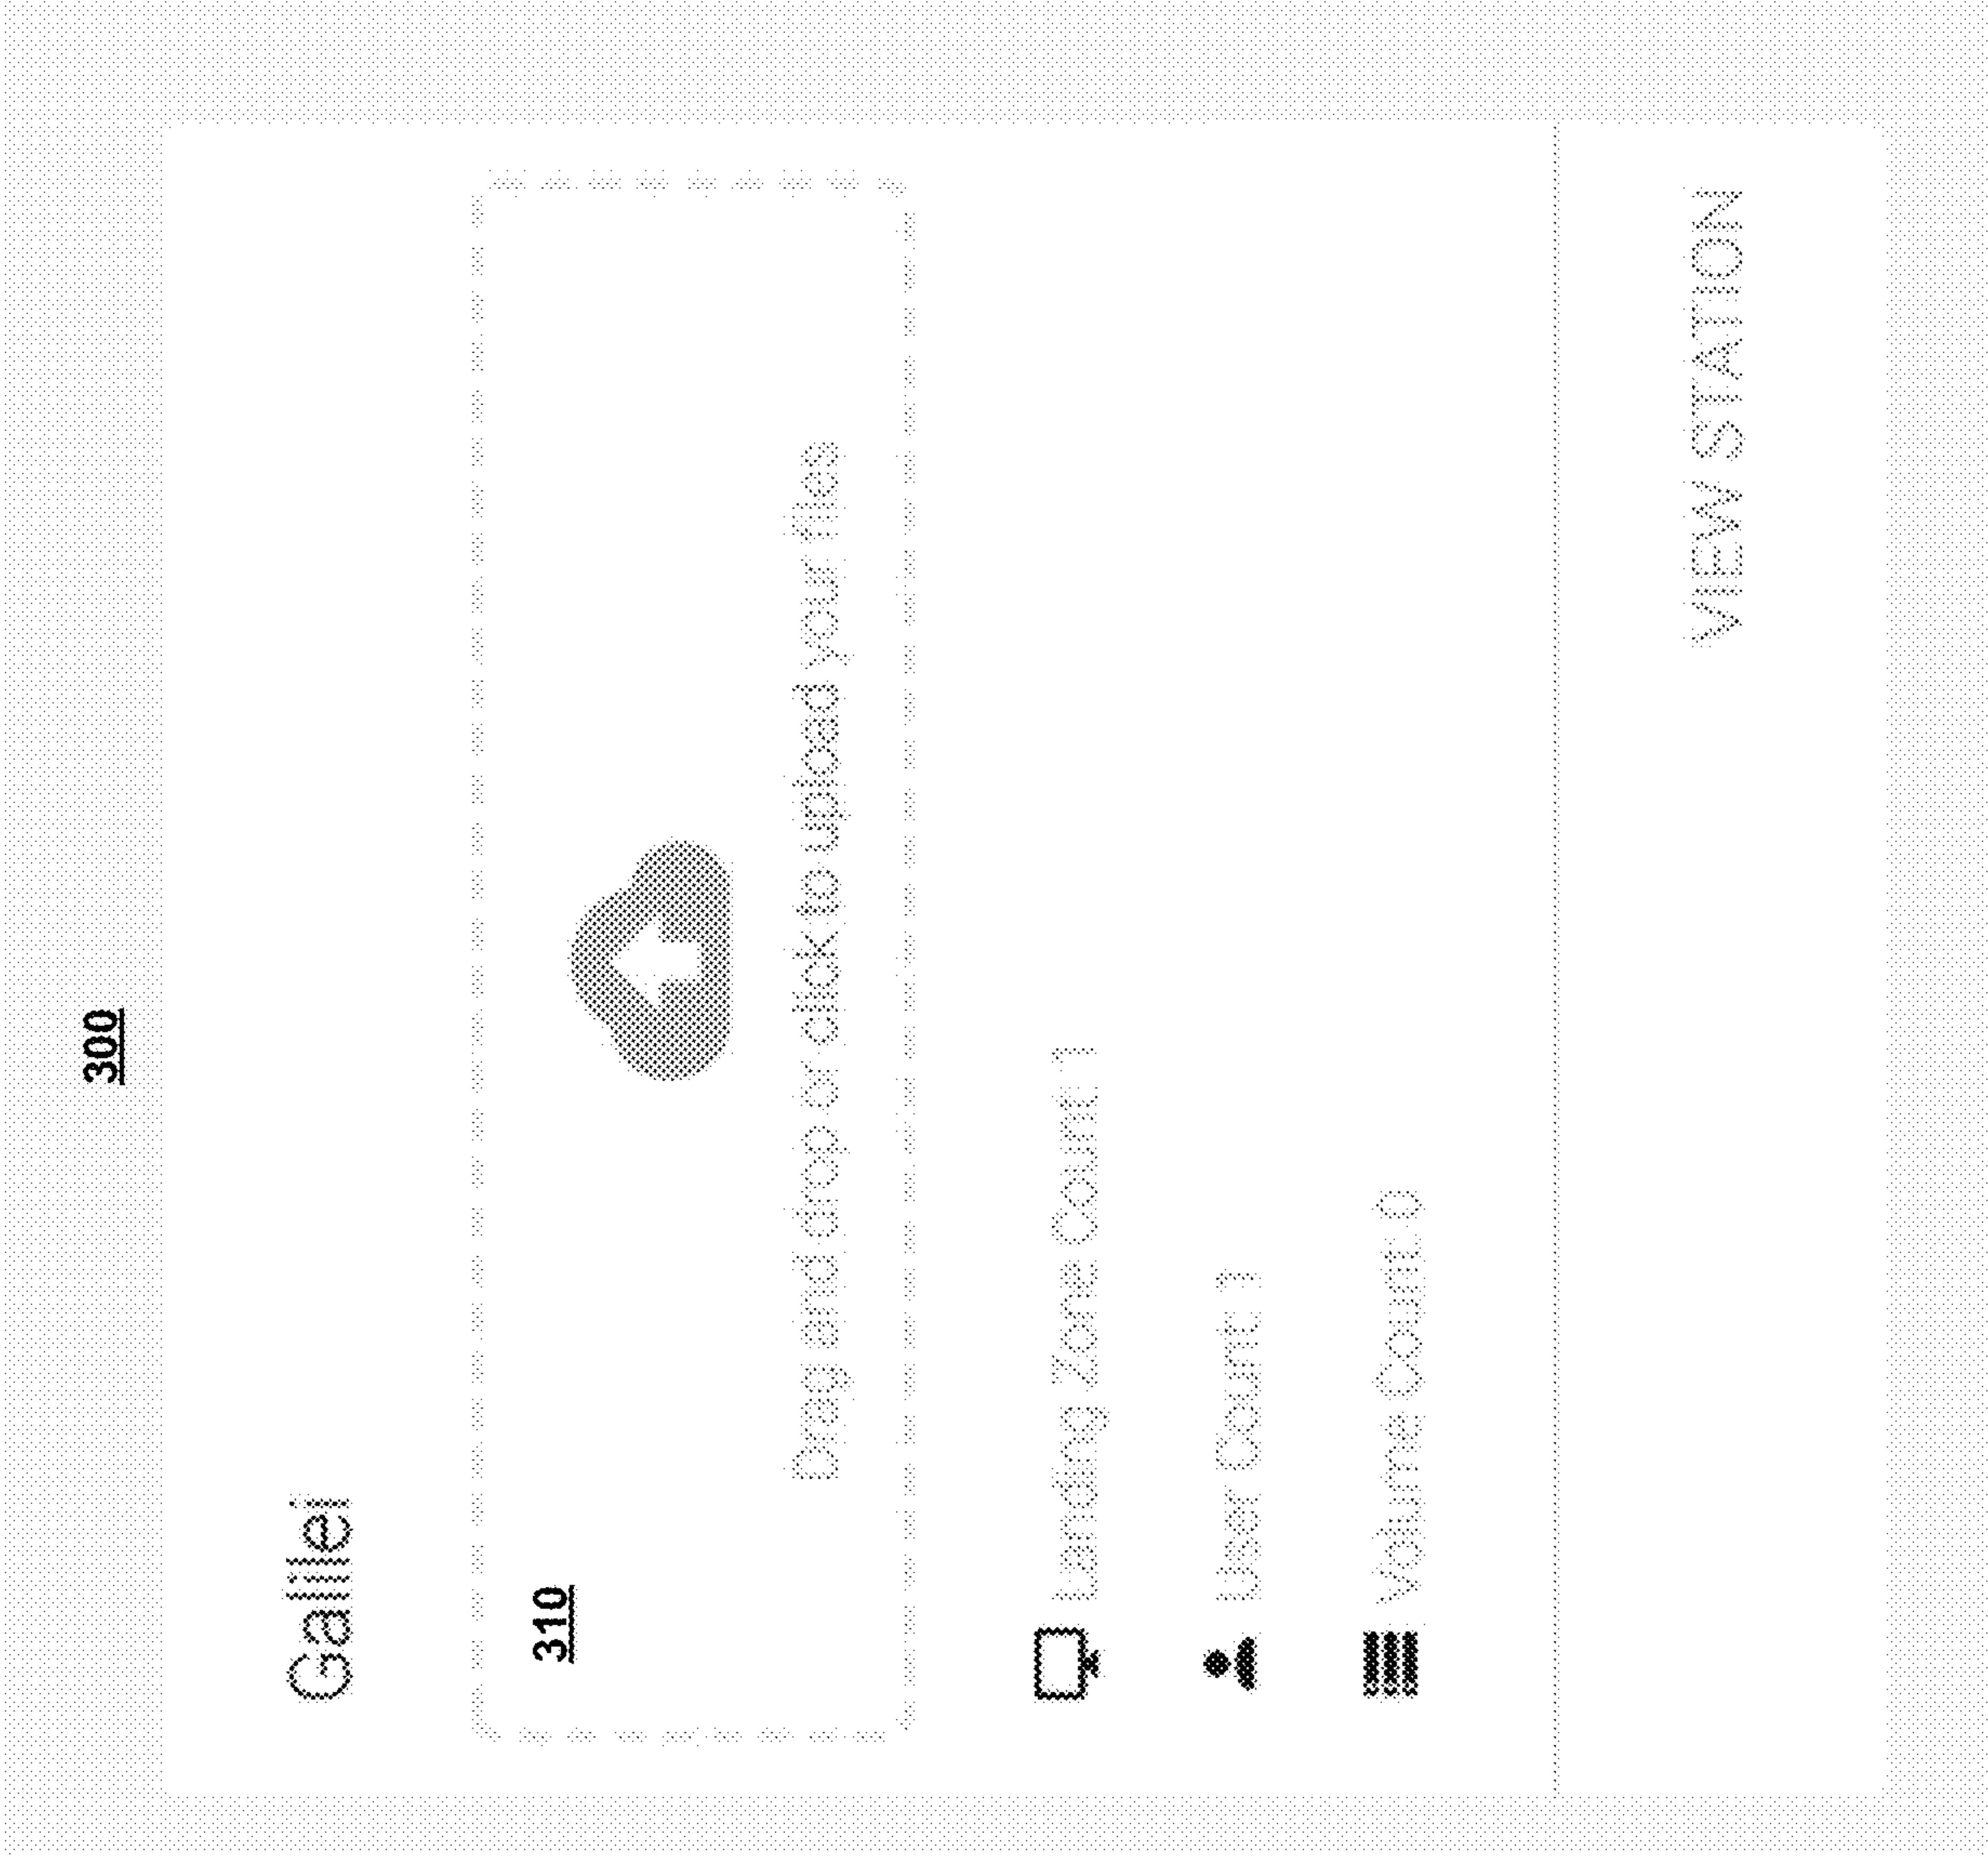 300
Galilei
310
Drag and drop or click to upload your files
Landing Zone Count: 1
User Count: 1
Volume Count: 0
VIEW STATION